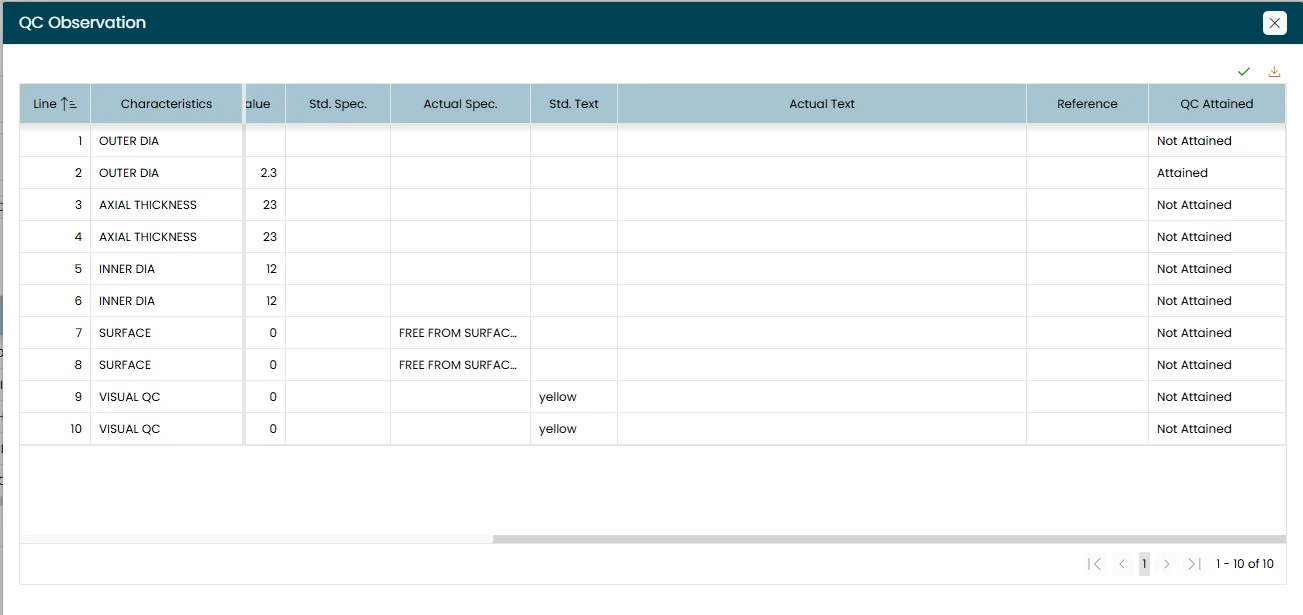 QC Observation
Line Characteristics alue Std. Spec. Actual Spec. Std. Text Actual Text Reference QC Attained
1 OUTER DIA Not Attained
2 OUTER DIA 2.3 Attained
3 AXIAL THICKNESS 23 Not Attained
4 AXIAL THICKNESS 23 Not Attained
5 INNER DIA 12 Not Attained
6 INNER DIA 12 Not Attained
7 SURFACE 0 FREE FROM SURFAC... Not Attained
8 SURFACE 0 FREE FROM SURFAC... Not Attained
9 VISUAL QC 0 yellow Not Attained
10 VISUAL QC 0 yellow Not Attained
1 1 - 10 of 10